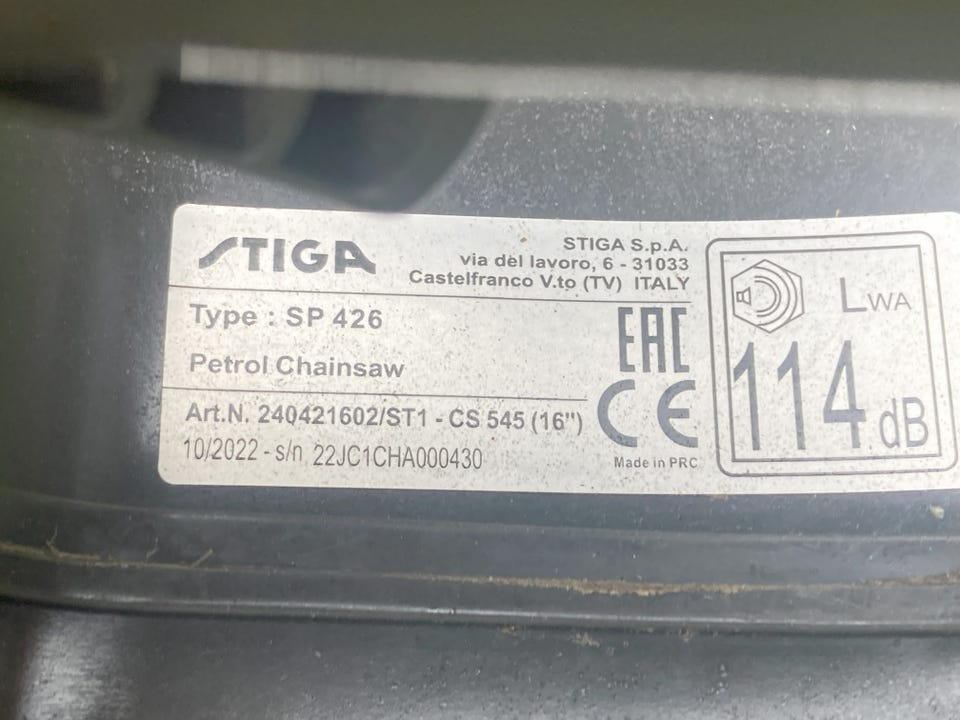 STIGA
STIGA S.p.A.
via del lavoro, 6 - 31033
Castelfranco V.to (TV) ITALY
Type : SP 426
Petrol Chainsaw
Art.N. 240421602/ST1 - CS 545 (16")
10/2022 - s/n 22JC1CHA000430
EAC
CE
Made in PRC
LWA
114 dB